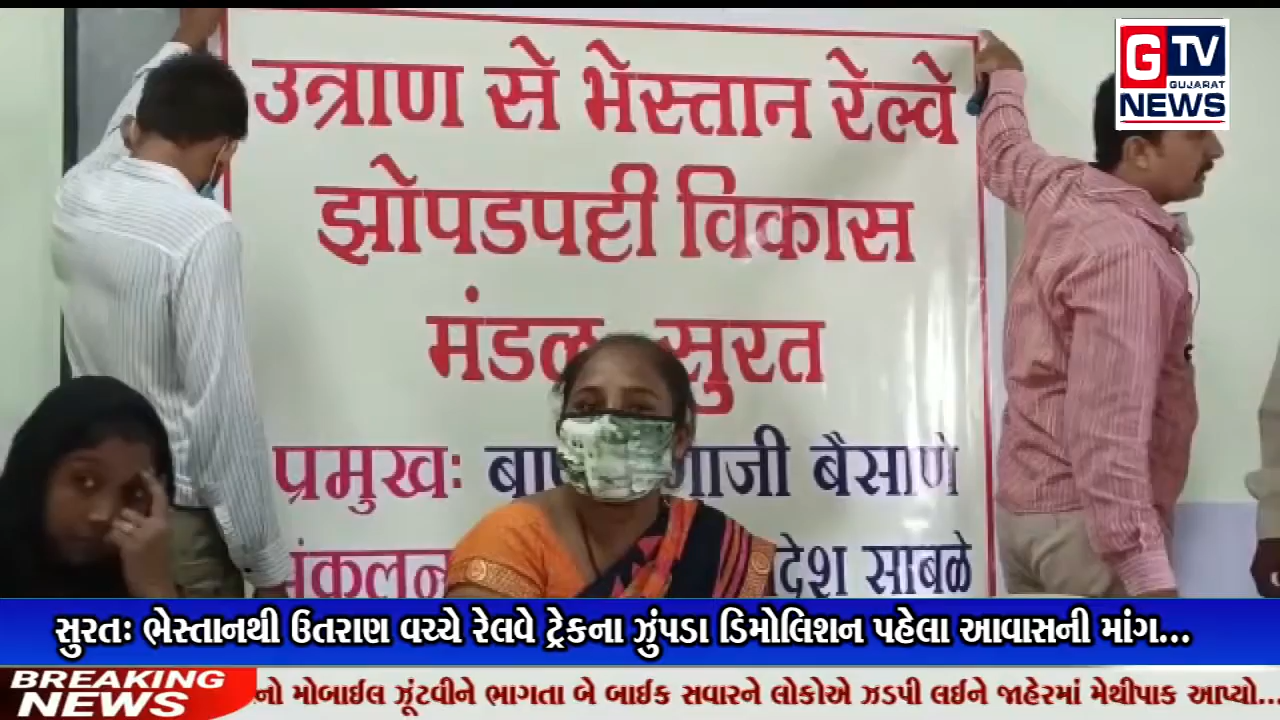 उत्राण से भेस्तान रेल्वे
झोपडपट्टी विकास
मंडल सुरत
प्रमुखः बैसाणे
साबळे
G TV
GUJARAT
NEWS
સુરતઃ ભેસ્તાનથી ઉતરાણ વચ્ચે રેલવે ટ્રેકના ઝુંપડા ડિમોલિશન પહેલા આવાસની માંગ...
BREAKING
NEWS
નો મોબાઈલ ઝૂંટવીને ભાગતા બે બાઈક સવારને લોકોએ ઝડપી લઈને જાહેરમાં મેથીપાક આપ્યો...